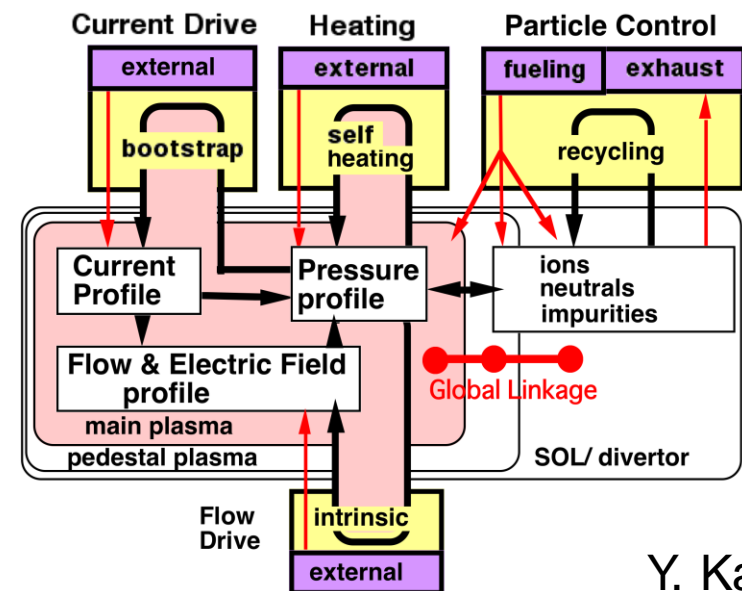 Current Drive
Heating
Particle Control
external
external
fueling
exhaust
bootstrap
self
heating
recycling
Current
Profile
Pressure
profile
ions
neutrals
impurities
Flow & Electric Field
profile
Global Linkage
main plasma
pedestal plasma
SOL/ divertor
Flow
Drive
intrinsic
external
Y. Ka